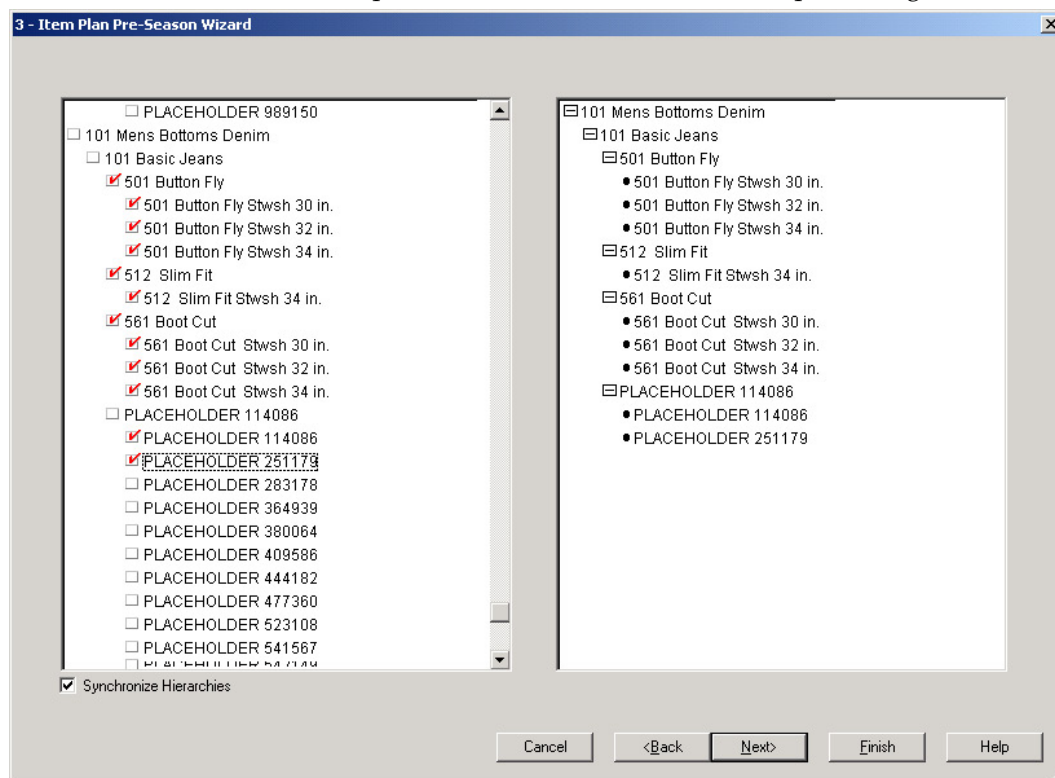 3 - Item Plan Pre-Season Wizard
PLACEHOLDER 989150
101 Mens Bottoms Denim
101 Basic Jeans
501 Button Fly
501 Button Fly Stwsh 30 in.
501 Button Fly Stwsh 32 in.
501 Button Fly Stwsh 34 in.
512 Slim Fit
512 Slim Fit Stwsh 34 in.
561 Boot Cut
561 Boot Cut Stwsh 30 in.
561 Boot Cut Stwsh 32 in.
561 Boot Cut Stwsh 34 in.
PLACEHOLDER 114086
PLACEHOLDER 114086
PLACEHOLDER 251179
PLACEHOLDER 283178
PLACEHOLDER 364939
PLACEHOLDER 380064
PLACEHOLDER 409586
PLACEHOLDER 444182
PLACEHOLDER 477360
PLACEHOLDER 523108
PLACEHOLDER 541567
PLACEHOLDER
Synchronize Hierarchies
101 Mens Bottoms Denim
101 Basic Jeans
501 Button Fly
501 Button Fly Stwsh 30 in.
501 Button Fly Stwsh 32 in.
501 Button Fly Stwsh 34 in.
512 Slim Fit
512 Slim Fit Stwsh 34 in.
561 Boot Cut
561 Boot Cut Stwsh 30 in.
561 Boot Cut Stwsh 32 in.
561 Boot Cut Stwsh 34 in.
PLACEHOLDER 114086
PLACEHOLDER 114086
PLACEHOLDER 251179
Cancel <Back Next> Finish Help